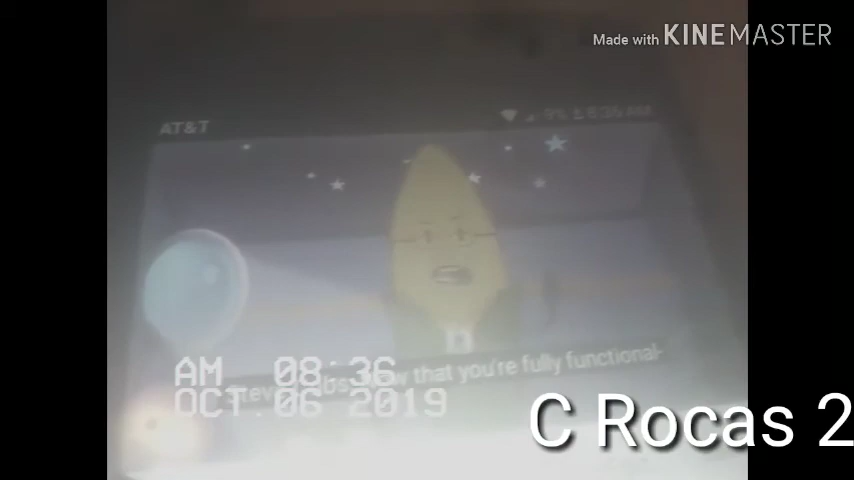 Made with KINEMASTER
AT&T
AM 08:36
that you're fully functional-
OCT.06 2019
C Rocas 2